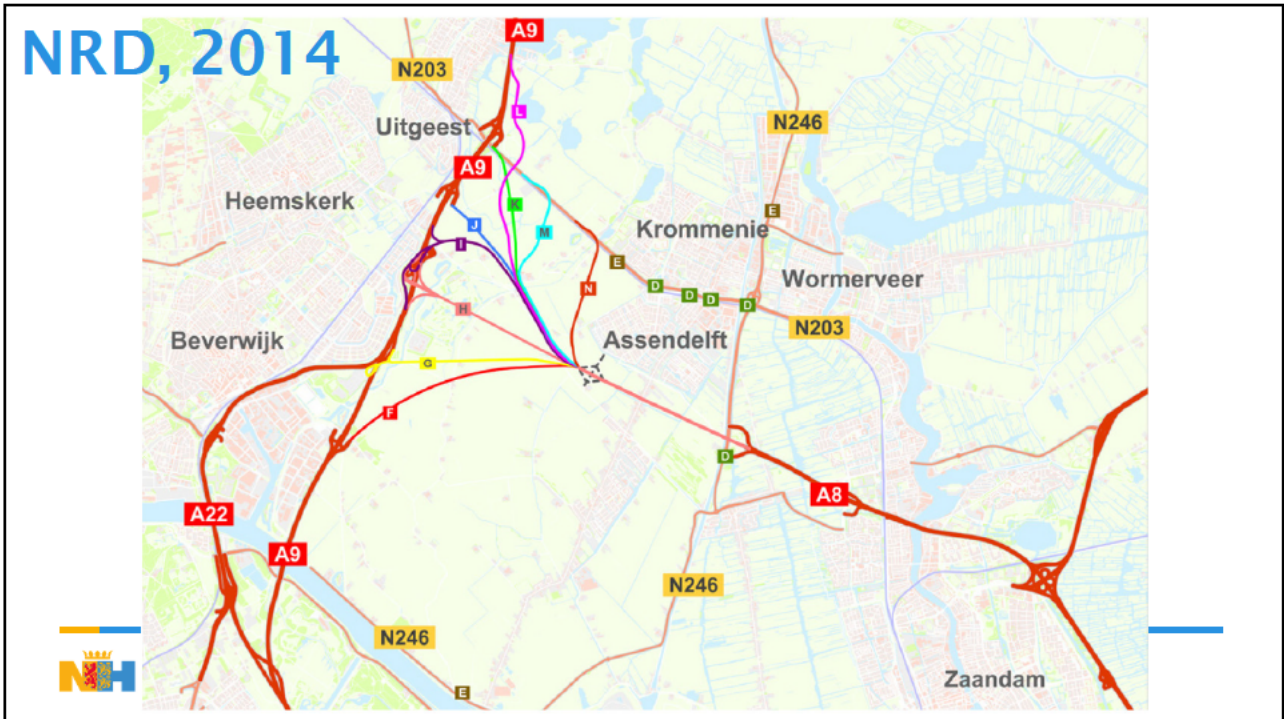 NRD, 2014
A9
N203
L
Uitgeest
N246
A9
Heemskerk
K
E
J
Krommenie
M
I
E
Wormerveer
D
N
D
D
D
H
N203
Beverwijk
Assendelft
G
F
D
A8
A22
A9
N246
N246
NH
Zaandam
E